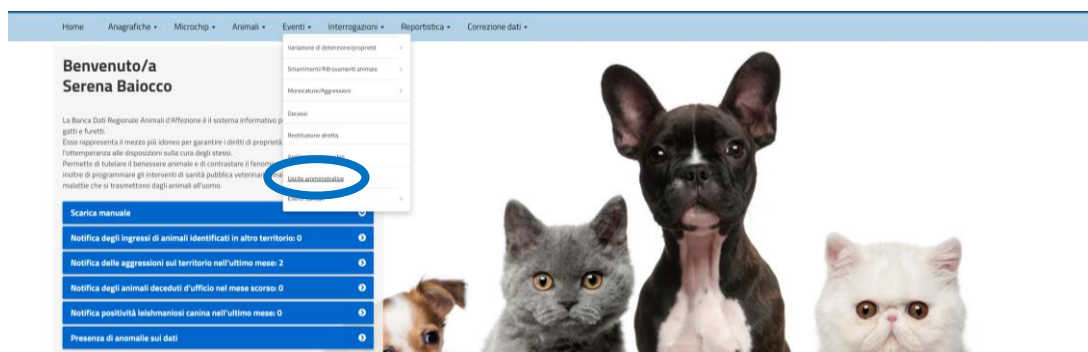 Home Anagrafiche Microchip Animali Eventi Interrogazioni Reportistica Correzione dati
Variazione di detenzione/proprietà
Smarrimenti/Ritrovamenti animale
Morsicature/Aggressioni
Decessi
Restituzione diretta
Uscite amministrative
Benvenuto/a
Serena Baiocco
La Banca Dati Regionale Animali d'Affezione è il sistema informativo p
gatti e furetti.
Esso rappresenta il mezzo più idoneo per garantire i diritti di proprietà
l'ottemperanza alle disposizioni sulla cura degli stessi.
Permette di tutelare il benessere animale e di contrastare il fenome
inoltre di programmare gli interventi di sanità pubblica veterinaria
malattie che si trasmettono dagli animali all'uomo.
Scarica manuale
Notifica degli ingressi di animali identificati in altro territorio: 0
Notifica delle aggressioni sul territorio nell'ultimo mese: 2
Notifica degli animali deceduti d'ufficio nel mese scorso: 0
Notifica positività leishmaniosi canina nell'ultimo mese: 0
Presenza di anomalie sui dati